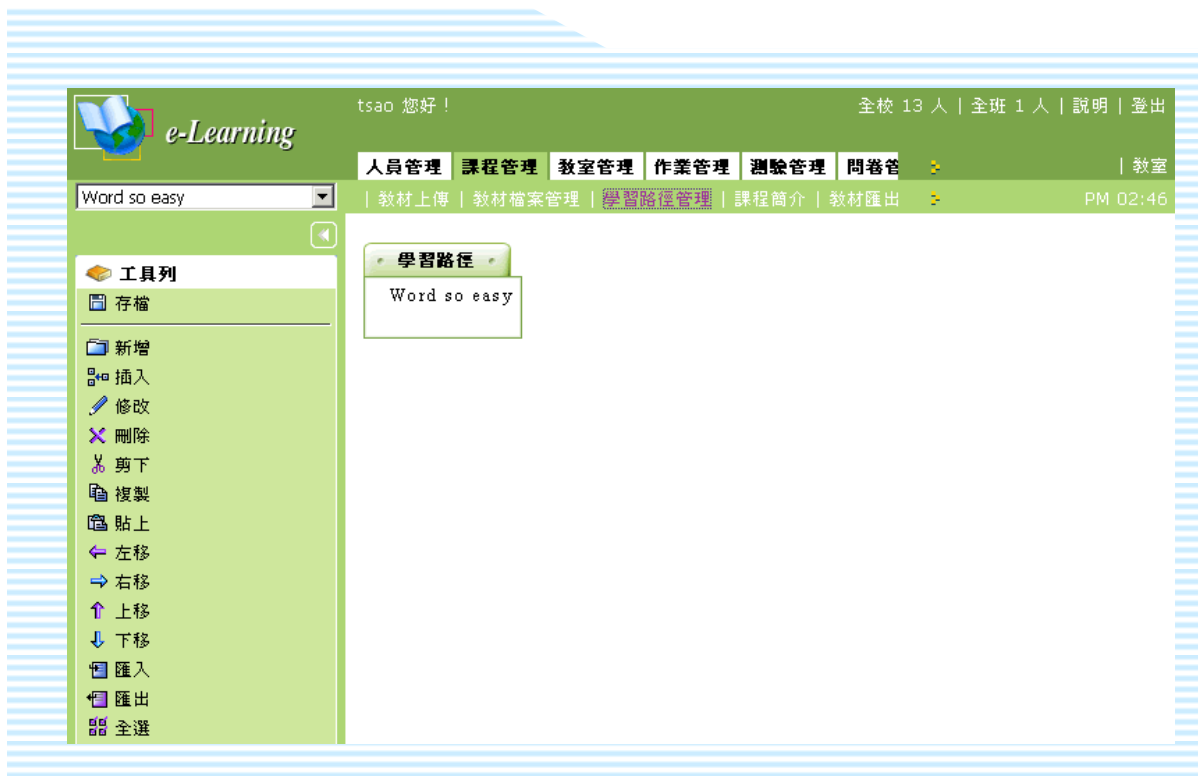 tsao 您好！
全校 13 人 | 全班 1 人 | 說明 | 登出
e-Learning
人員管理 課程管理 教室管理 作業管理 測驗管理 問卷管
| 教室
Word so easy
| 教材上傳 | 教材檔案管理 | 學習路徑管理 | 課程簡介 | 教材匯出
PM 02:46
工具列
存檔
新增
插入
修改
刪除
剪下
複製
貼上
左移
右移
上移
下移
匯入
匯出
全選
學習路徑
Word so easy